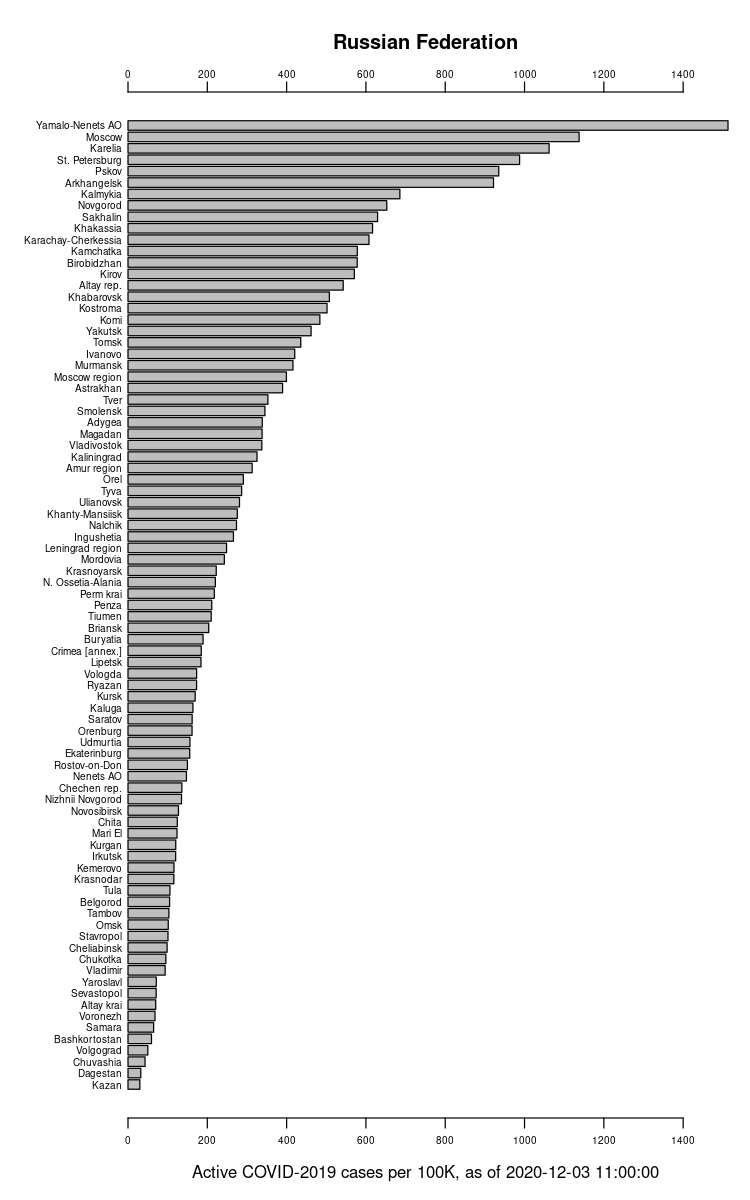 Russian Federation
0 200 400 600 800 1000 1200 1400
Yamalo-Nenets AO
Moscow
Karelia
St. Petersburg
Pskov
Arkhangelsk
Kalmykia
Novgorod
Sakhalin
Khakassia
Karachay-Cherkessia
Kamchatka
Birobidzhan
Kirov
Altay rep.
Khabarovsk
Kostroma
Komi
Yakutsk
Tomsk
Ivanovo
Murmansk
Moscow region
Astrakhan
Tver
Smolensk
Adygea
Magadan
Vladivostok
Kaliningrad
Amur region
Orel
Tyva
Ulianovsk
Khanty-Mansiisk
Nalchik
Ingushetia
Leningrad region
Mordovia
Krasnoyarsk
N. Ossetia-Alania
Perm krai
Penza
Tiumen
Briansk
Buryatia
Crimea [annex.]
Lipetsk
Vologda
Ryazan
Kursk
Kaluga
Saratov
Orenburg
Udmurtia
Ekaterinburg
Rostov-on-Don
Nenets AO
Chechen rep.
Nizhnii Novgorod
Novosibirsk
Chita
Mari El
Kurgan
Irkutsk
Kemerovo
Krasnodar
Tula
Belgorod
Tambov
Omsk
Stavropol
Cheliabinsk
Chukotka
Vladimir
Yaroslavl
Sevastopol
Altay krai
Voronezh
Samara
Bashkortostan
Volgograd
Chuvashia
Dagestan
Kazan
0 200 400 600 800 1000 1200 1400
Active COVID-2019 cases per 100K, as of 2020-12-03 11:00:00